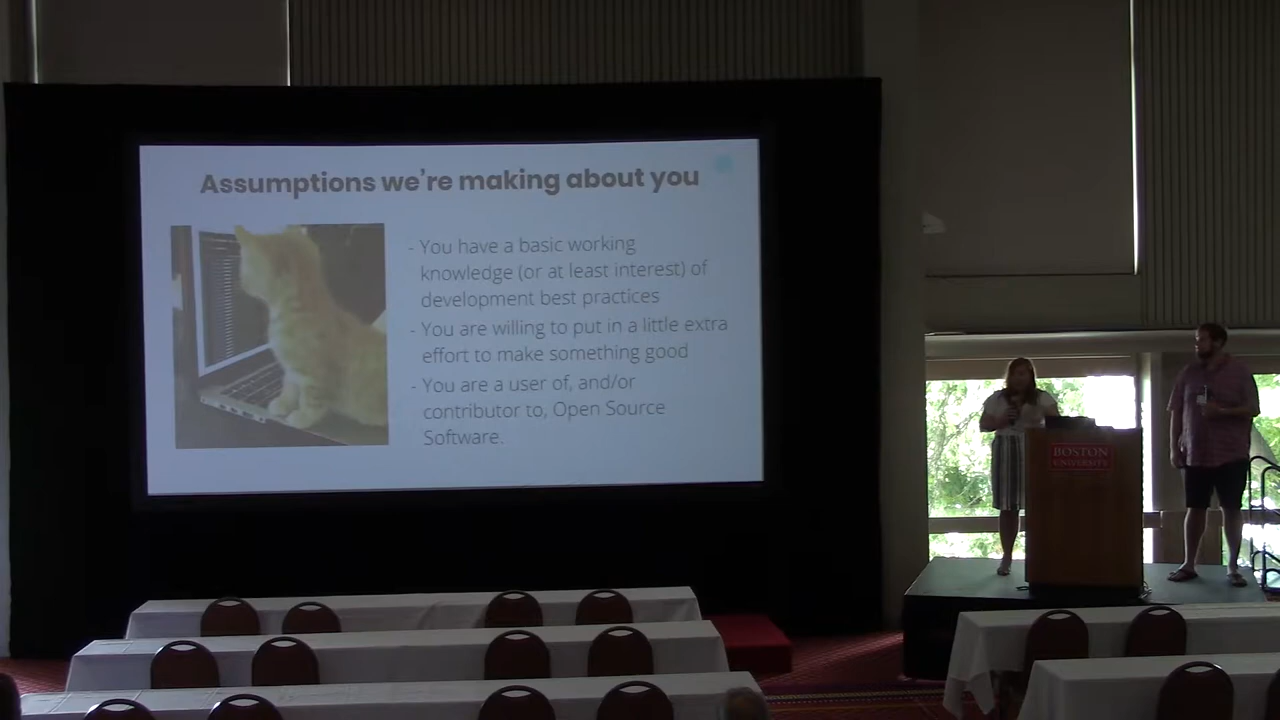 Assumptions we're making about you
- You have a basic working
knowledge (or at least interest) of
development best practices
- You are willing to put in a little extra
effort to make something good
- You are a user of, and/or
contributor to, Open Source
Software.
BOSTON
UNIVERSITY